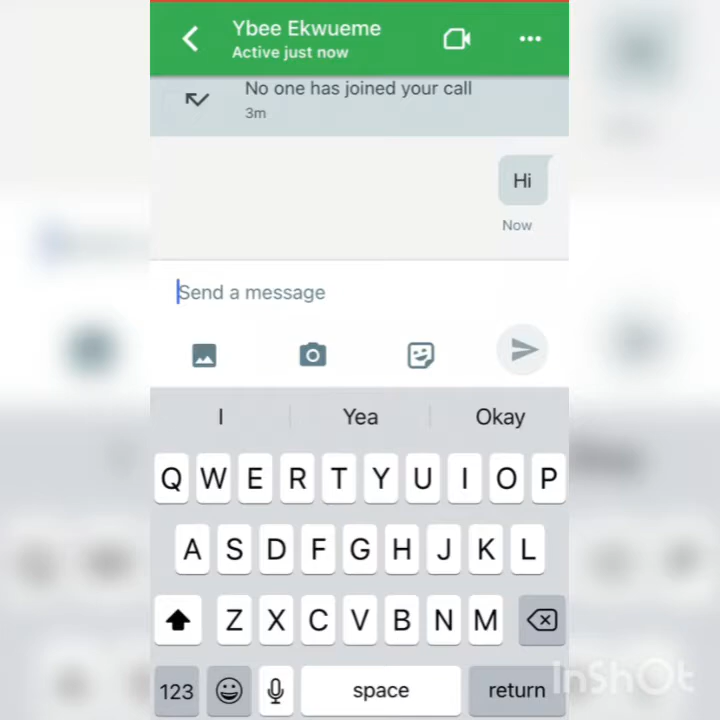 Ybee Ekwueme
Active just now
No one has joined your call
3m
Hi
Now
Send a message
I Yea Okay
Q W E R T Y U I O P
A S D F G H J K L
Z X C V B N M
123 space return
InShOt